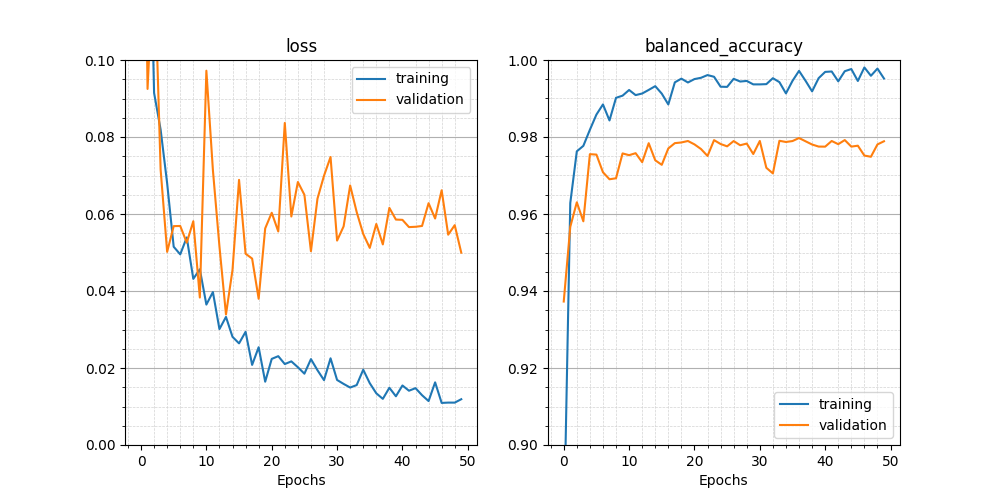 loss
0.10
0.08
0.06
0.04
0.02
0.00
0 10 20 30 40 50
Epochs
training
validation
balanced_accuracy
1.00
0.98
0.96
0.94
0.92
0.90
0 10 20 30 40 50
Epochs
training
validation